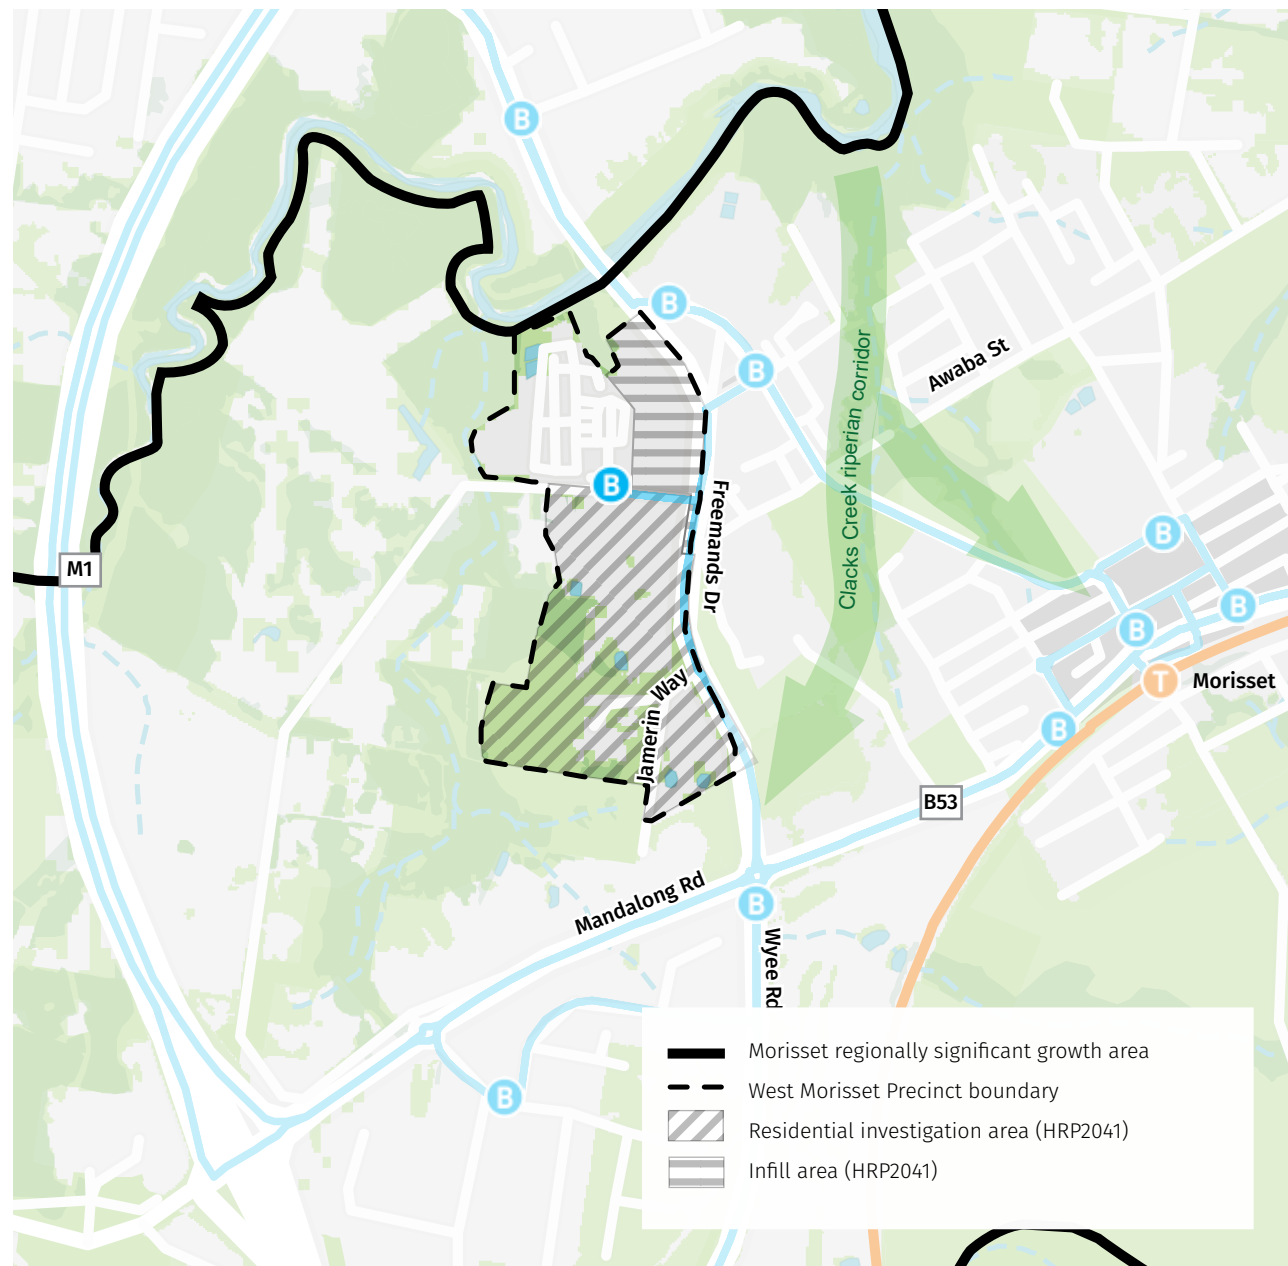 B
B
B
Awaba St
Clacks Creek riperian corridor
B
Freemands Dr
B
M1
B
B
Jamerin Way
T
Morisset
B
B53
Mandalong Rd
B
Wyee Rd
B
Morisset regionally significant growth area
West Morisset Precinct boundary
Residential investigation area (HRP2041)
Infill area (HRP2041)